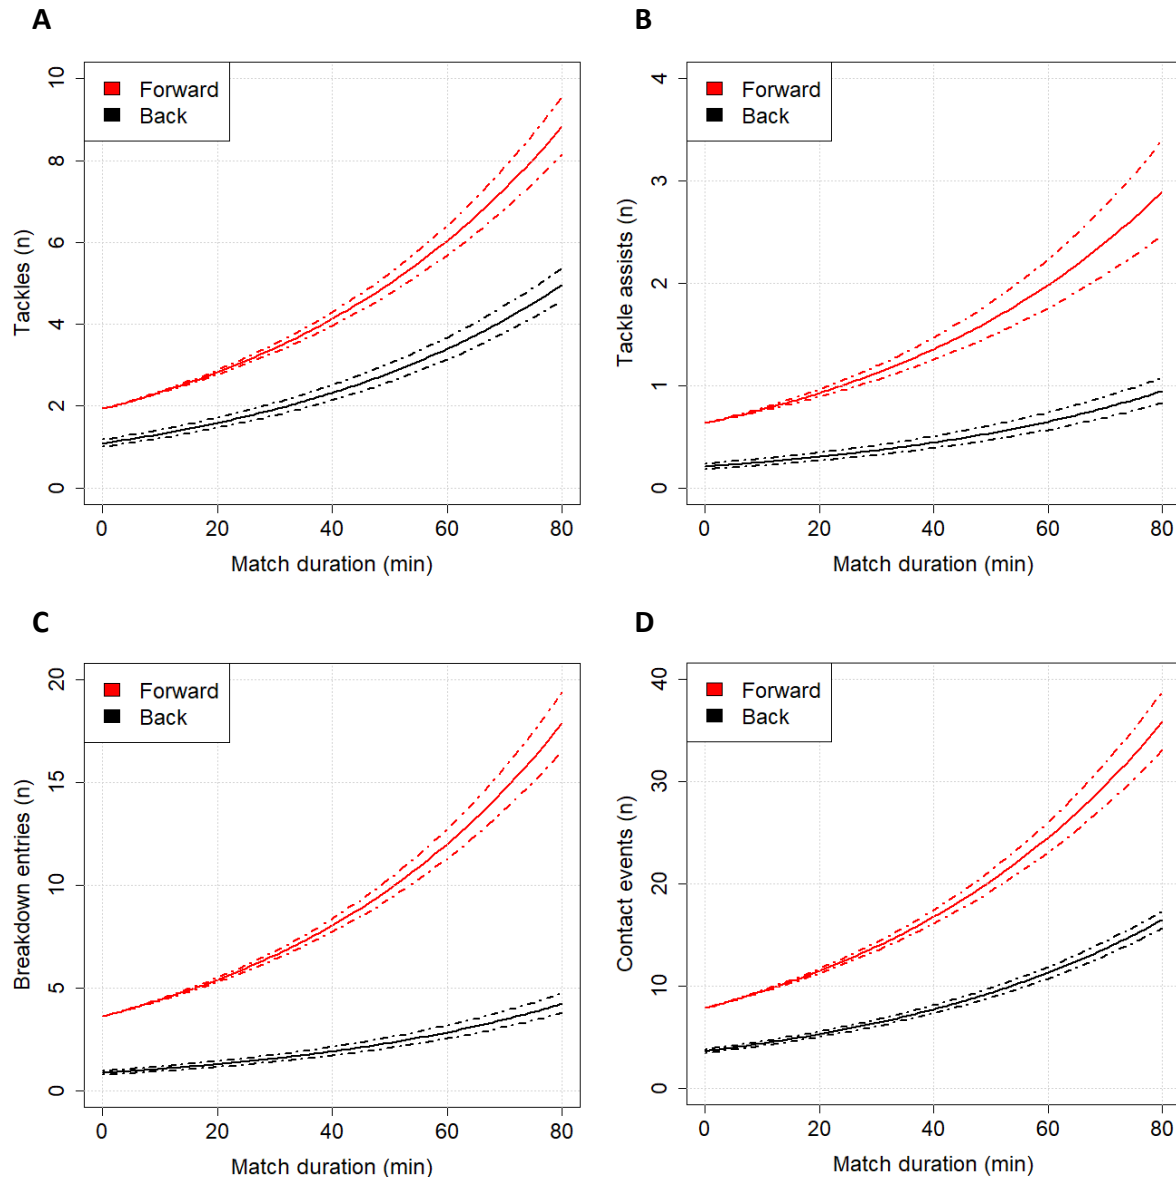 A
Forward
Back
Tackles (n)
10
8
6
4
2
0
0 20 40 60 80
Match duration (min)
B
Forward
Back
Tackle assists (n)
4
3
2
1
0
0 20 40 60 80
Match duration (min)
C
Forward
Back
Breakdown entries (n)
20
15
10
5
0
0 20 40 60 80
Match duration (min)
D
Forward
Back
Contact events (n)
40
30
20
10
0
0 20 40 60 80
Match duration (min)